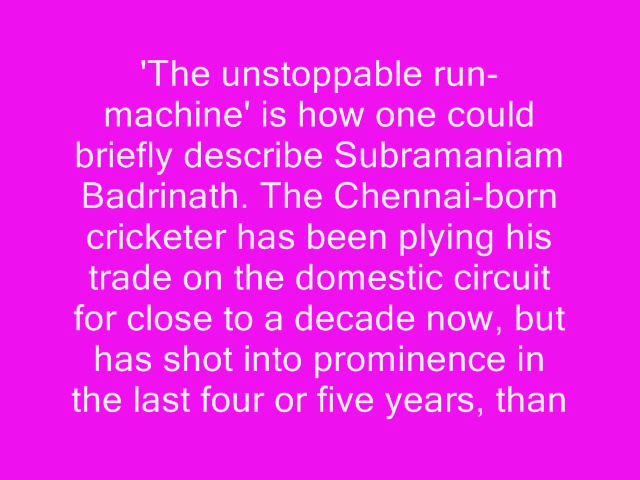 'The unstoppable run-
machine' is how one could
briefly describe Subramaniam
Badrinath. The Chennai-born
cricketer has been plying his
trade on the domestic circuit
for close to a decade now, but
has shot into prominence in
the last four or five years, than